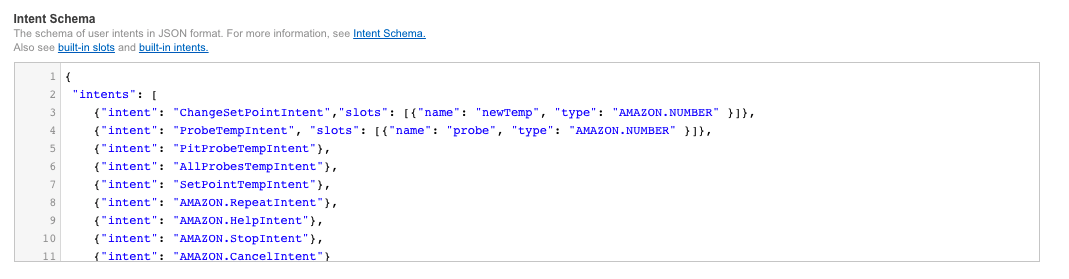 Intent Schema
The schema of user intents in JSON format. For more information, see Intent Schema.
Also see built-in slots and built-in intents.
1 {
2 "intents": [
3 {"intent": "ChangeSetPointIntent","slots": [{"name": "newTemp", "type": "AMAZON.NUMBER" }]},
4 {"intent": "ProbeTempIntent", "slots": [{"name": "probe", "type": "AMAZON.NUMBER" }]},
5 {"intent": "PitProbeTempIntent"},
6 {"intent": "AllProbesTempIntent"},
7 {"intent": "SetPointTempIntent"},
8 {"intent": "AMAZON.RepeatIntent"},
9 {"intent": "AMAZON.HelpIntent"},
10 {"intent": "AMAZON.StopIntent"},
11 {"intent": "AMAZON.CancelIntent"}